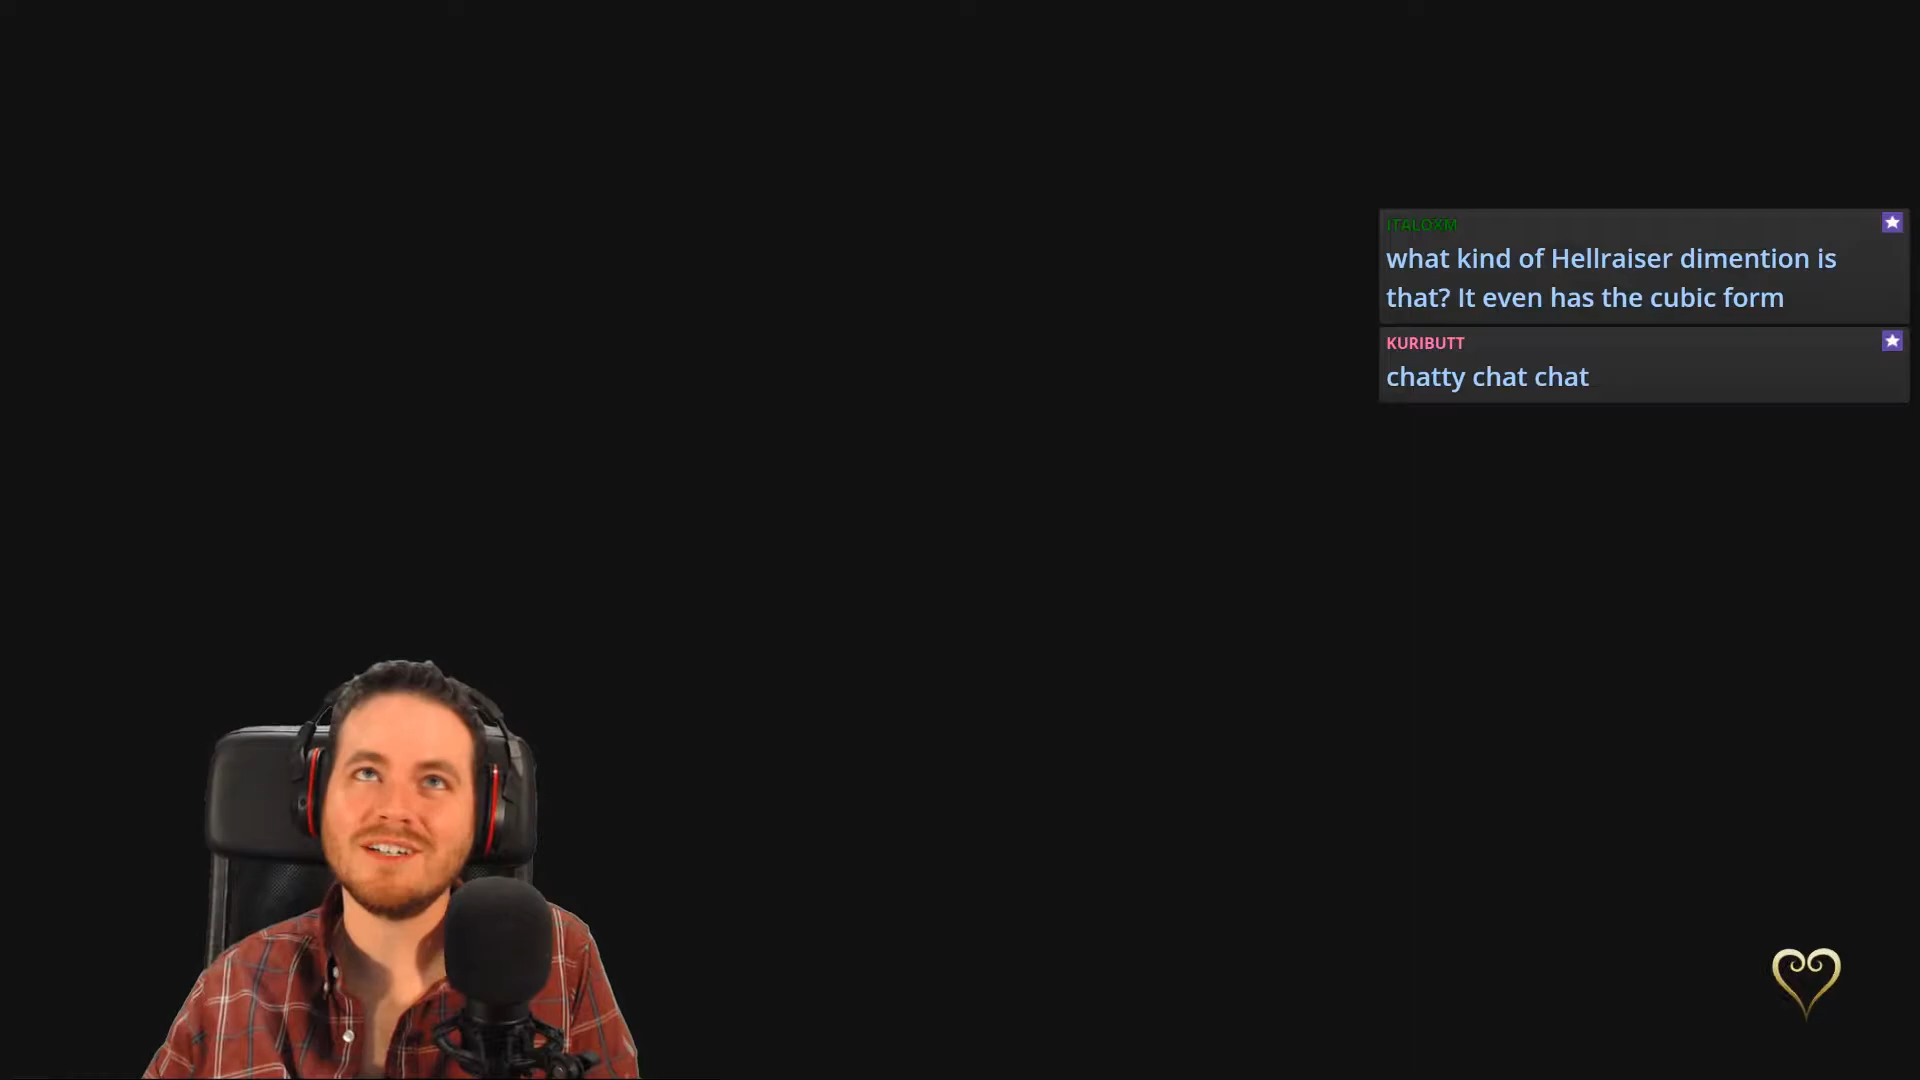 ITALOXM
what kind of Hellraiser dimention is
that? It even has the cubic form
KURIBUTT
chatty chat chat